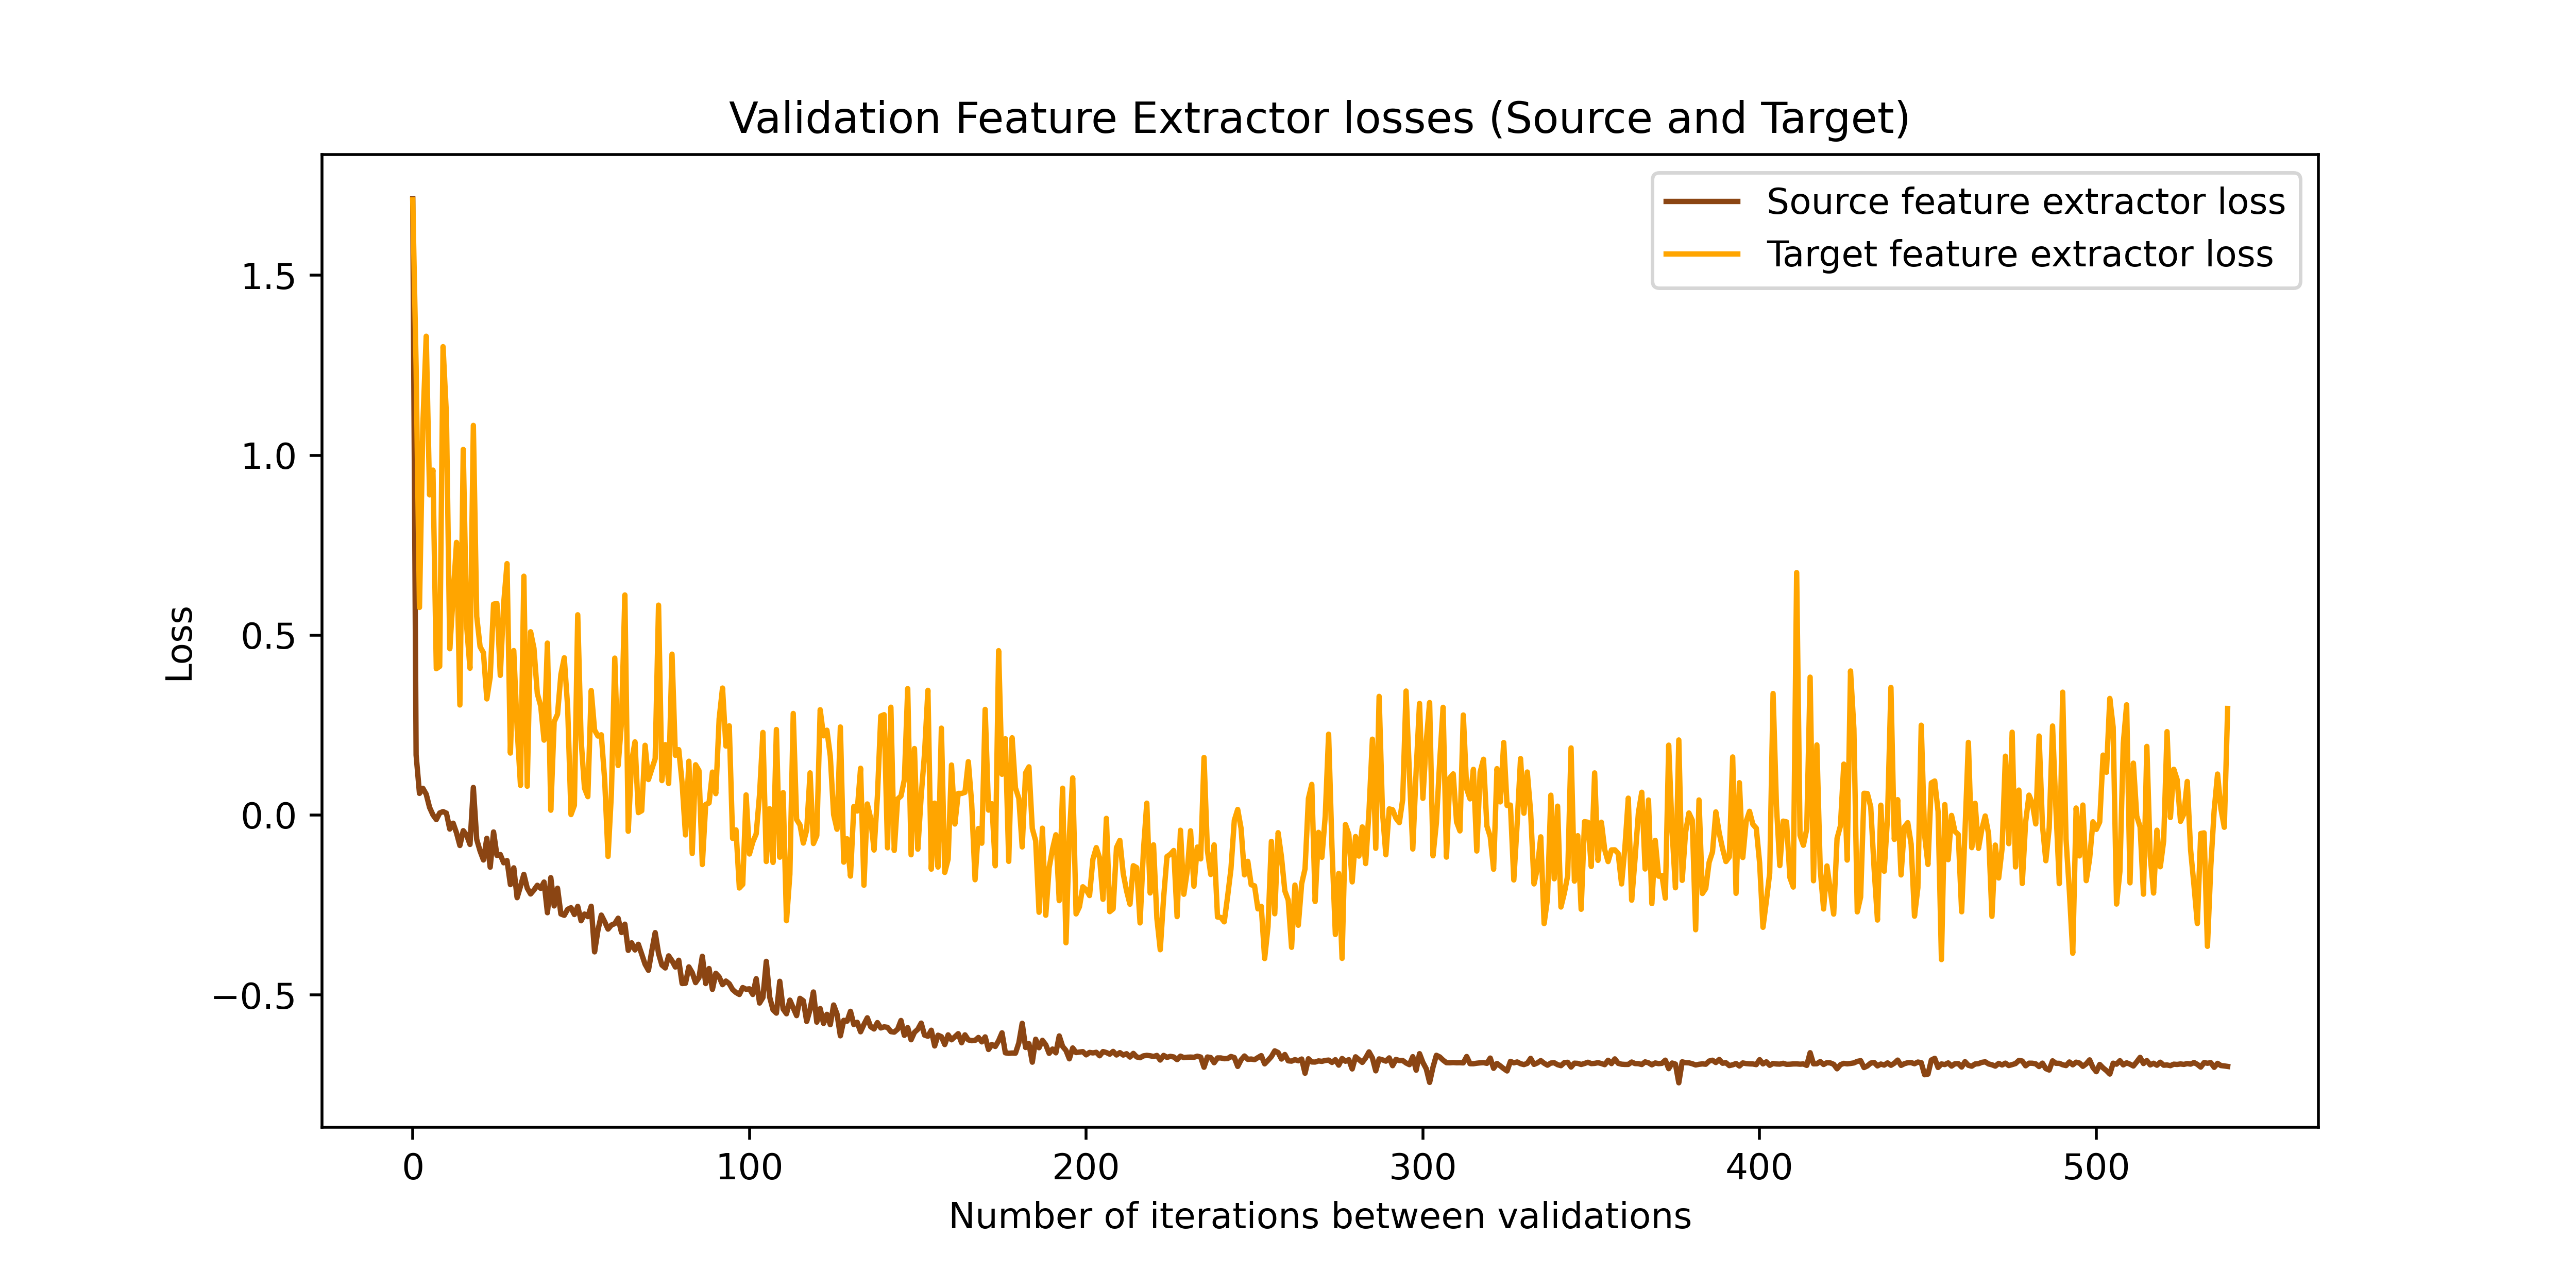 Validation Feature Extractor losses (Source and Target)
Source feature extractor loss
Target feature extractor loss
1.5
1.0
0.5
0.0
−0.5
Loss
0 100 200 300 400 500
Number of iterations between validations